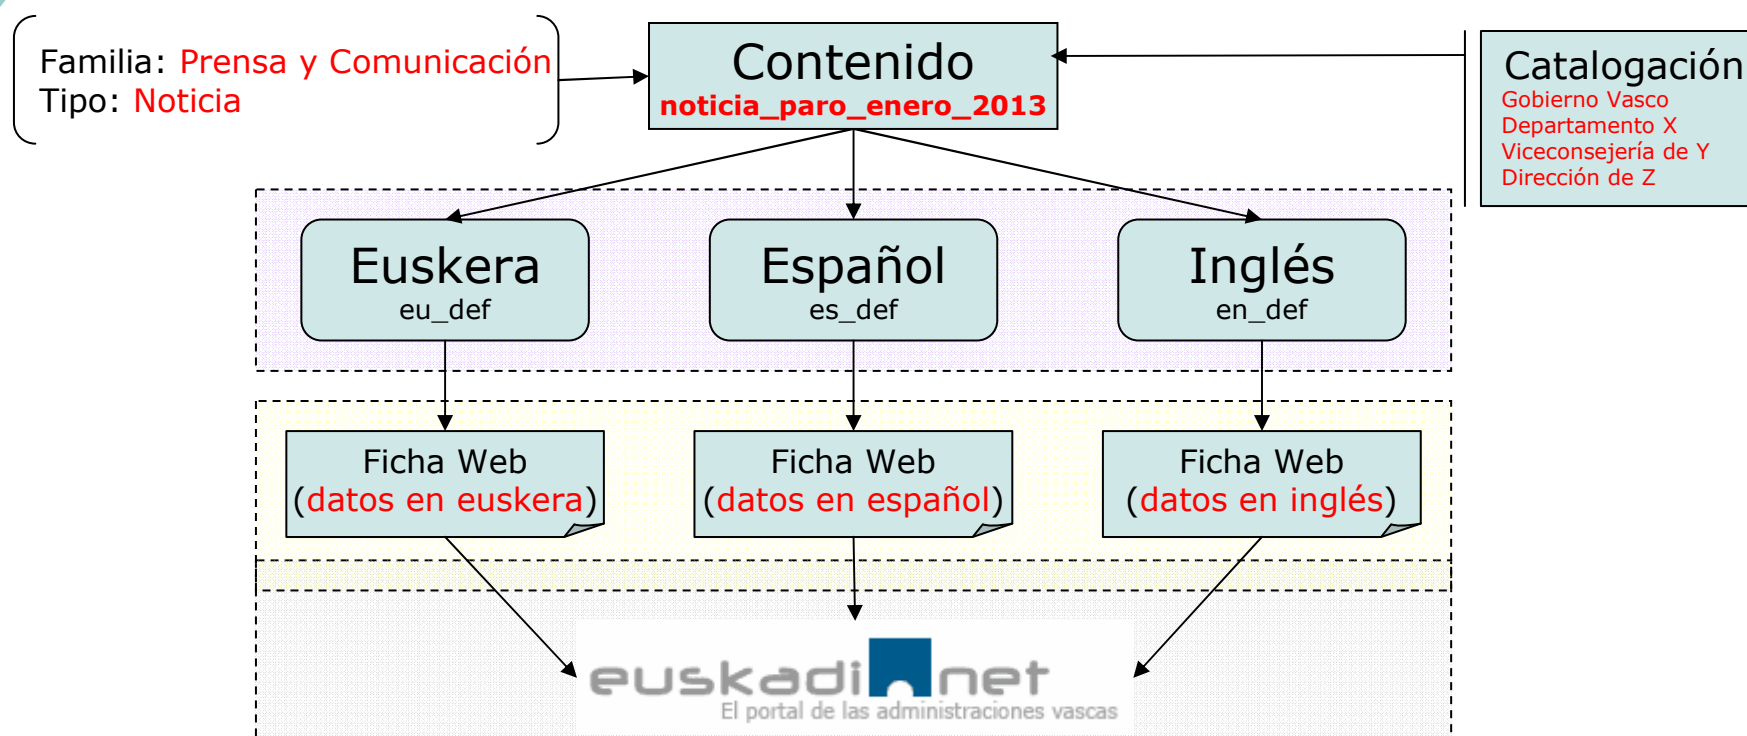 Familia: Prensa y Comunicación
Tipo: Noticia
Contenido
noticia_paro_enero_2013
Catalogación
Gobierno Vasco
Departamento X
Viceconsejería de Y
Dirección de Z
Euskera
eu_def
Español
es_def
Inglés
en_def
Ficha Web
(datos en euskera)
Ficha Web
(datos en español)
Ficha Web
(datos en inglés)
euskadi net
El portal de las administraciones vascas